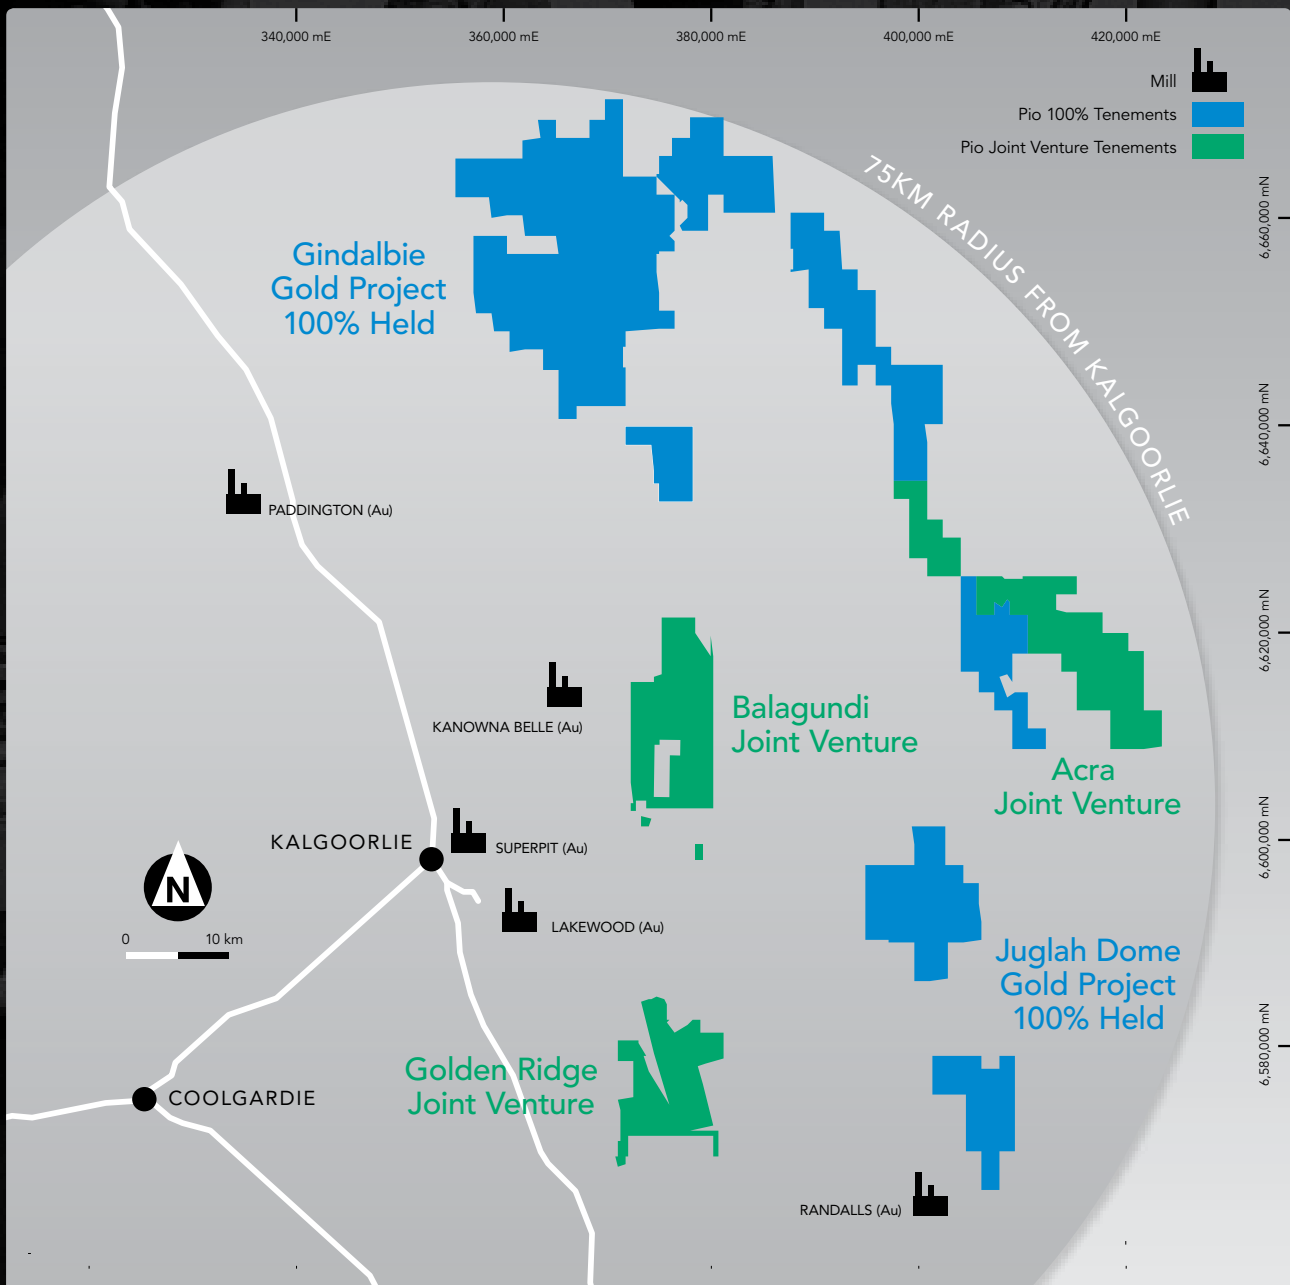 340,000 mE
360,000 mE
380,000 mE
400,000 mE
420,000 mE
Mill
Pio 100% Tenements
Pio Joint Venture Tenements
75KM RADIUS FROM KALGOORLIE
6,660,000 mN
Gindalbie
Gold Project
100% Held
6,640,000 mN
PADDINGTON (Au)
6,620,000 mN
KANOWNA BELLE (Au)
Balagundi
Joint Venture
Acra
Joint Venture
6,600,000 mN
KALGOORLIE
SUPERPIT (Au)
N
0
10 km
LAKEWOOD (Au)
Juglah Dome
Gold Project
100% Held
6,580,000 mN
Golden Ridge
Joint Venture
COOLGARDIE
RANDALLS (Au)